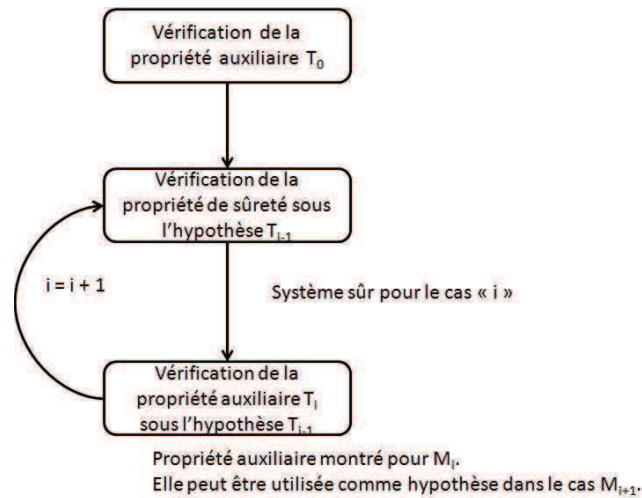 Vérification de la
propriété auxiliaire T₀
Vérification de la
propriété de sûreté sous
l'hypothèse Tᵢ₋₁
i = i + 1
Système sûr pour le cas « i »
Vérification de la
propriété auxiliaire Tᵢ
sous l'hypothèse Tᵢ₋₁
Propriété auxiliaire montré pour Mᵢ.
Elle peut être utilisée comme hypothèse dans le cas Mᵢ₊₁.